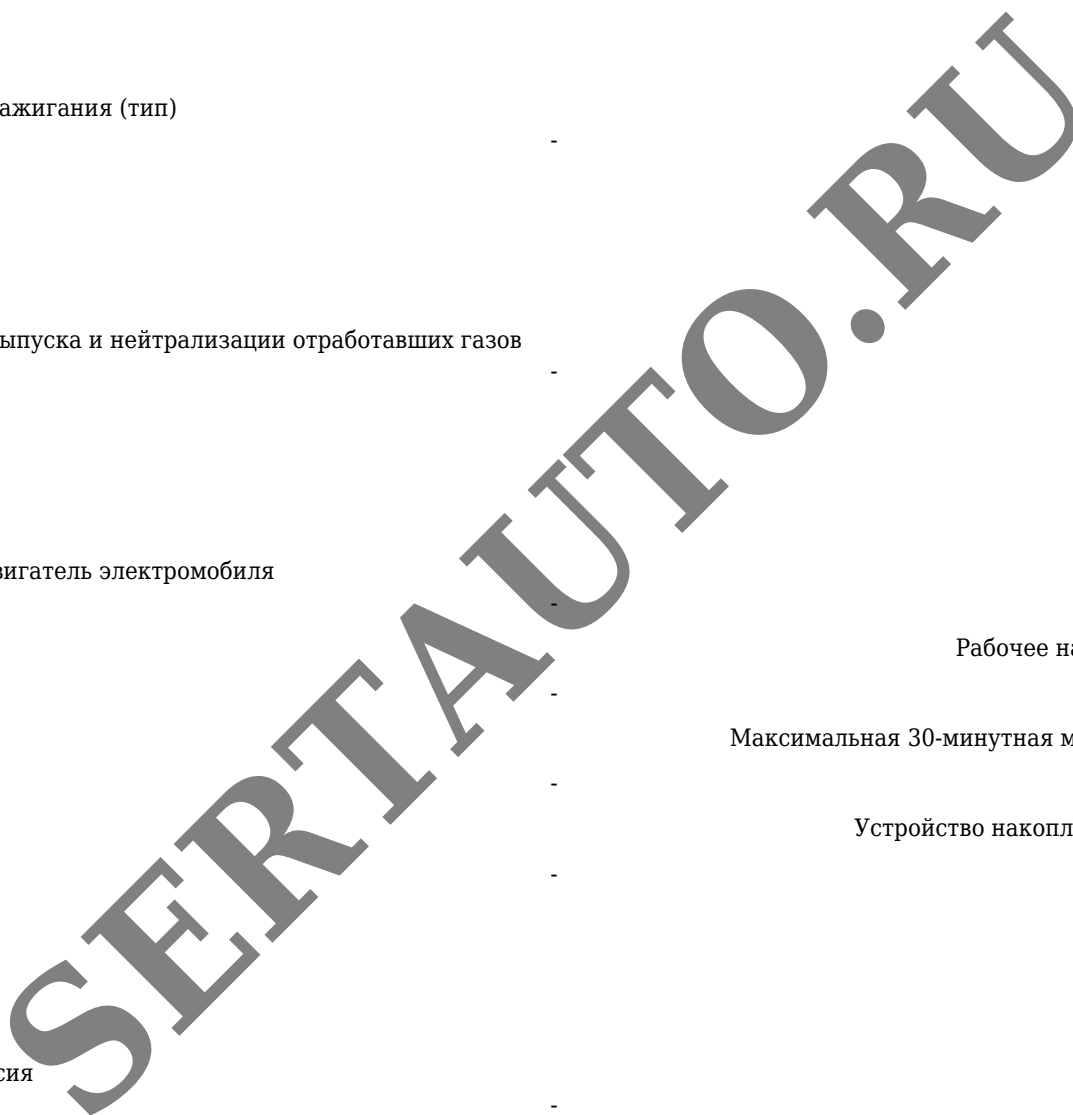 ажигания (тип)
-
ыпуска и нейтрализации отработавших газов
-
вигатель электромобиля
-
Рабочее на
-
Максимальная 30-минутная м
-
Устройство накопл
-
сия
-
SERTAUTO.RU